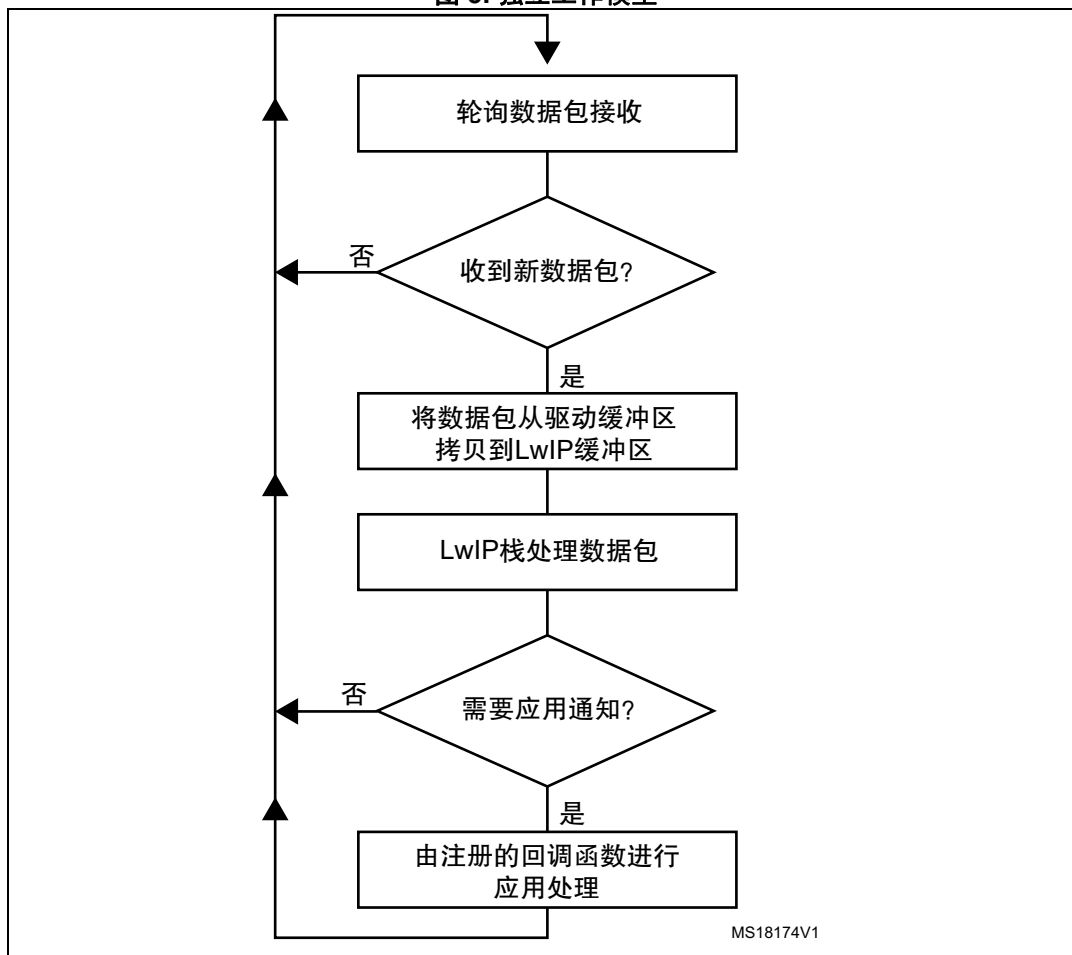 轮询数据包接收
否
收到新数据包?
是
将数据包从驱动缓冲区
拷贝到LwIP缓冲区
LwIP栈处理数据包
否
需要应用通知?
是
由注册的回调函数进行
应用处理
MS18174V1